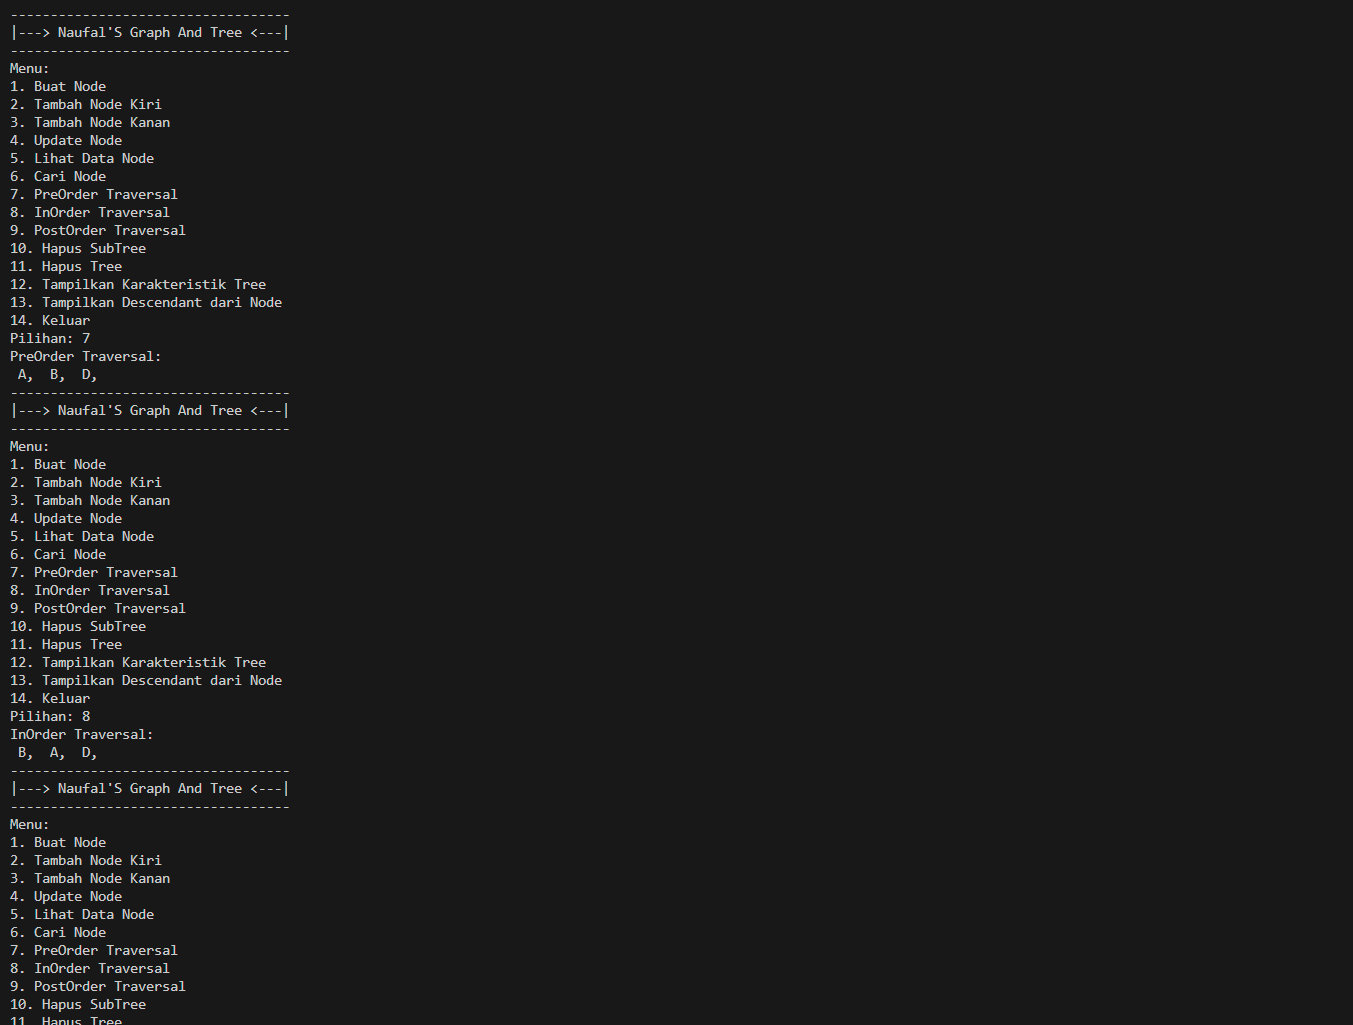 -----------------------------------
|---> Naufal'S Graph And Tree <---|
-----------------------------------
Menu:
1. Buat Node
2. Tambah Node Kiri
3. Tambah Node Kanan
4. Update Node
5. Lihat Data Node
6. Cari Node
7. PreOrder Traversal
8. InOrder Traversal
9. PostOrder Traversal
10. Hapus SubTree
11. Hapus Tree
12. Tampilkan Karakteristik Tree
13. Tampilkan Descendant dari Node
14. Keluar
Pilihan: 7
PreOrder Traversal:
 A,  B,  D,
-----------------------------------
|---> Naufal'S Graph And Tree <---|
-----------------------------------
Menu:
1. Buat Node
2. Tambah Node Kiri
3. Tambah Node Kanan
4. Update Node
5. Lihat Data Node
6. Cari Node
7. PreOrder Traversal
8. InOrder Traversal
9. PostOrder Traversal
10. Hapus SubTree
11. Hapus Tree
12. Tampilkan Karakteristik Tree
13. Tampilkan Descendant dari Node
14. Keluar
Pilihan: 8
InOrder Traversal:
 B,  A,  D,
-----------------------------------
|---> Naufal'S Graph And Tree <---|
-----------------------------------
Menu:
1. Buat Node
2. Tambah Node Kiri
3. Tambah Node Kanan
4. Update Node
5. Lihat Data Node
6. Cari Node
7. PreOrder Traversal
8. InOrder Traversal
9. PostOrder Traversal
10. Hapus SubTree
11. Hapus Tree